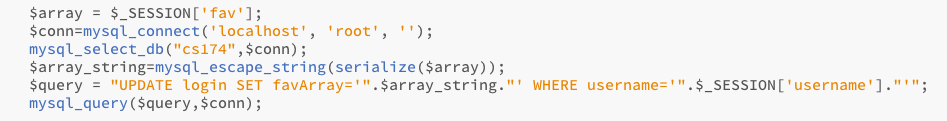 $array = $_SESSION['fav'];
$conn=mysql_connect('localhost', 'root', '');
mysql_select_db("cs174",$conn);
$array_string=mysql_escape_string(serialize($array));
$query = "UPDATE login SET favArray='".$array_string."' WHERE username='".$_SESSION['username']."'";
mysql_query($query,$conn);